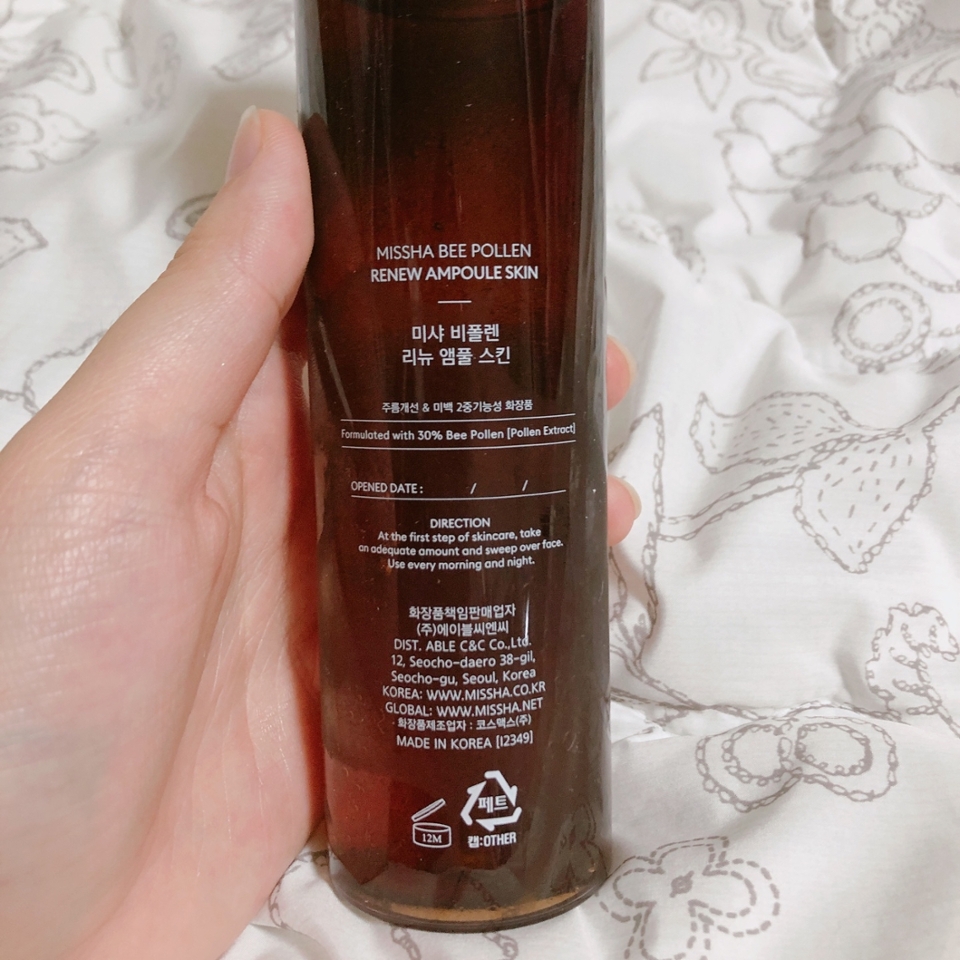 MISSHA BEE POLLEN
RENEW AMPOULE SKIN
미샤 비폴렌
리뉴 앰풀 스킨
주름개선 & 미백 2중기능성 화장품
Formulated with 30% Bee Pollen [Pollen Extract]
OPENED DATE : / /
DIRECTION
At the first step of skincare, take
an adequate amount and sweep over face.
Use every morning and night.
화장품책임판매업자
(주)에이블씨엔씨
DIST. ABLE C&C Co.,Ltd.
12, Seocho-daero 38-gil,
Seocho-gu, Seoul, Korea
KOREA: WWW.MISSHA.CO.KR
GLOBAL: WWW.MISSHA.NET
화장품제조업자 : 코스맥스(주)
MADE IN KOREA [12349]
페트
12M
캡:OTHER